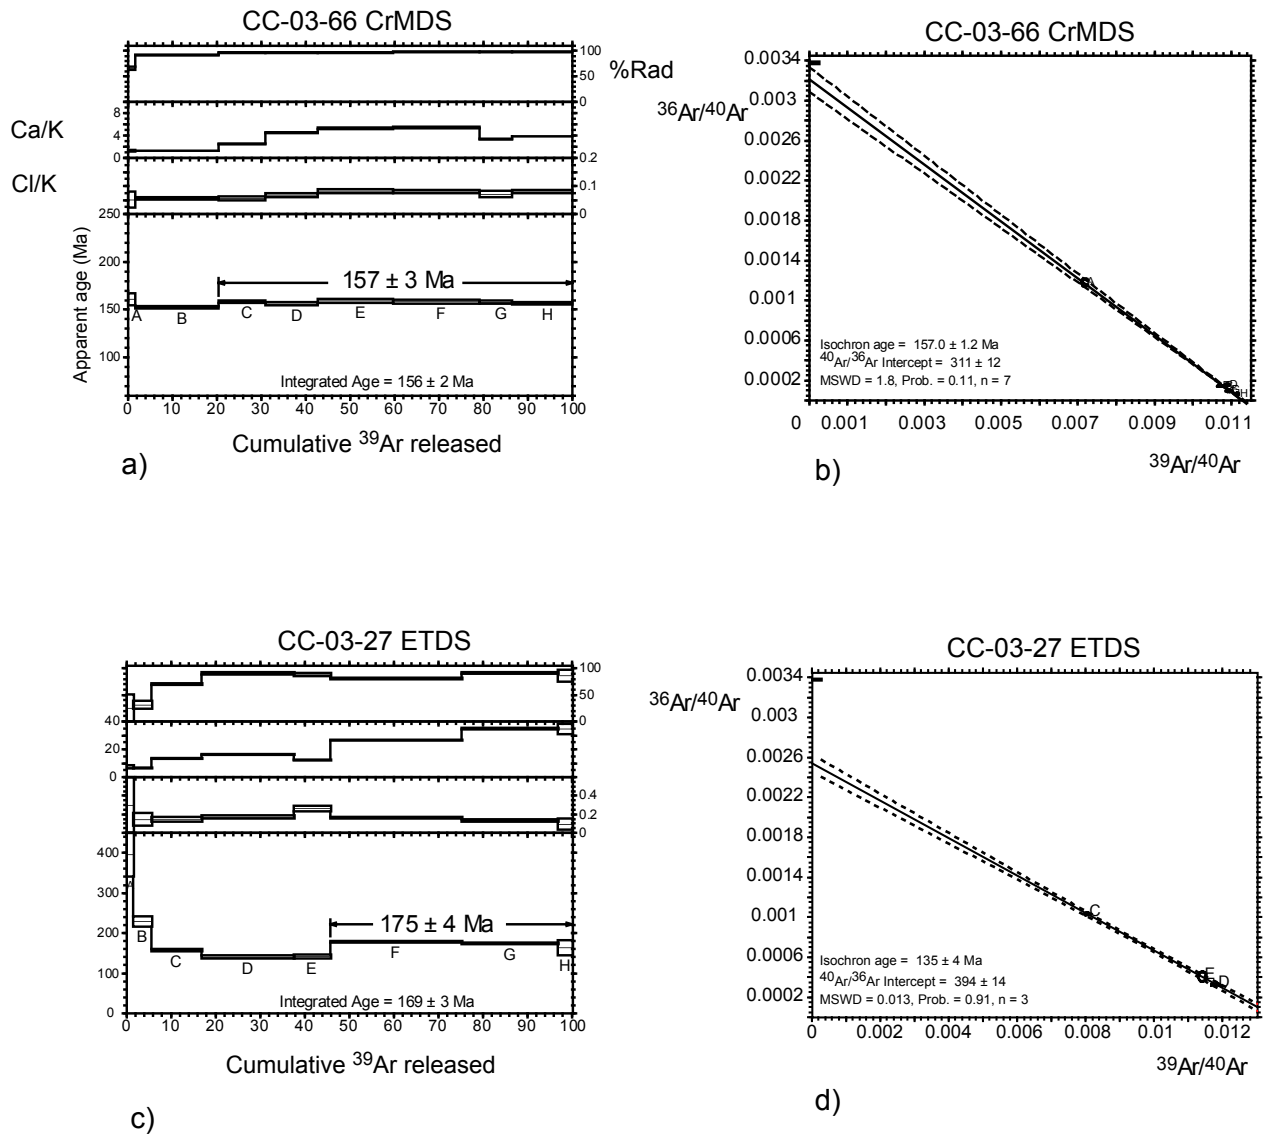 CC-03-66 CrMDS
100
50
0
%Rad
8
4
0
Ca/K
0.2
0.1
0
Cl/K
250
200
150
100
Apparent age (Ma)
157 ± 3 Ma
A B C D E F G H
Integrated Age = 156 ± 2 Ma
0 10 20 30 40 50 60 70 80 90 100
Cumulative ³⁹Ar released
a)
CC-03-66 CrMDS
0.0034
0.003
0.0026
0.0022
0.0018
0.0014
0.001
0.0006
0.0002
³⁶Ar/⁴⁰Ar
A
G H
Isochron age = 157.0 ± 1.2 Ma
⁴⁰Ar/³⁶Ar Intercept = 311 ± 12
MSWD = 1.8, Prob. = 0.11, n = 7
0 0.001 0.003 0.005 0.007 0.009 0.011
³⁹Ar/⁴⁰Ar
b)
CC-03-27 ETDS
100
50
0
40
20
0
0.4
0.2
0
400
300
200
100
0
175 ± 4 Ma
A B C D E F G H
Integrated Age = 169 ± 3 Ma
0 10 20 30 40 50 60 70 80 90 100
Cumulative ³⁹Ar released
c)
CC-03-27 ETDS
0.0034
0.003
0.0026
0.0022
0.0018
0.0014
0.001
0.0006
0.0002
³⁶Ar/⁴⁰Ar
C
E D
Isochron age = 135 ± 4 Ma
⁴⁰Ar/³⁶Ar Intercept = 394 ± 14
MSWD = 0.013, Prob. = 0.91, n = 3
0 0.002 0.004 0.006 0.008 0.01 0.012
³⁹Ar/⁴⁰Ar
d)